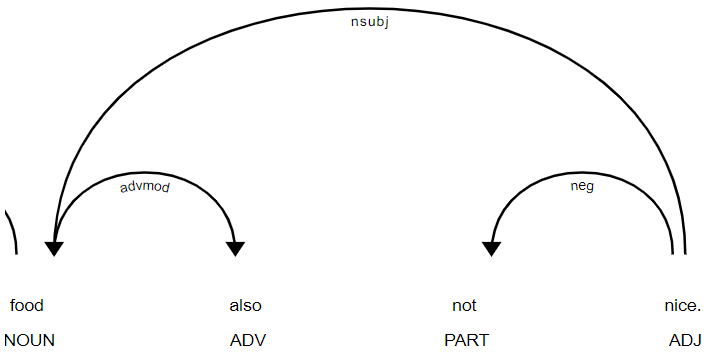 nsubj
advmod neg
food also not nice.
NOUN ADV PART ADJ